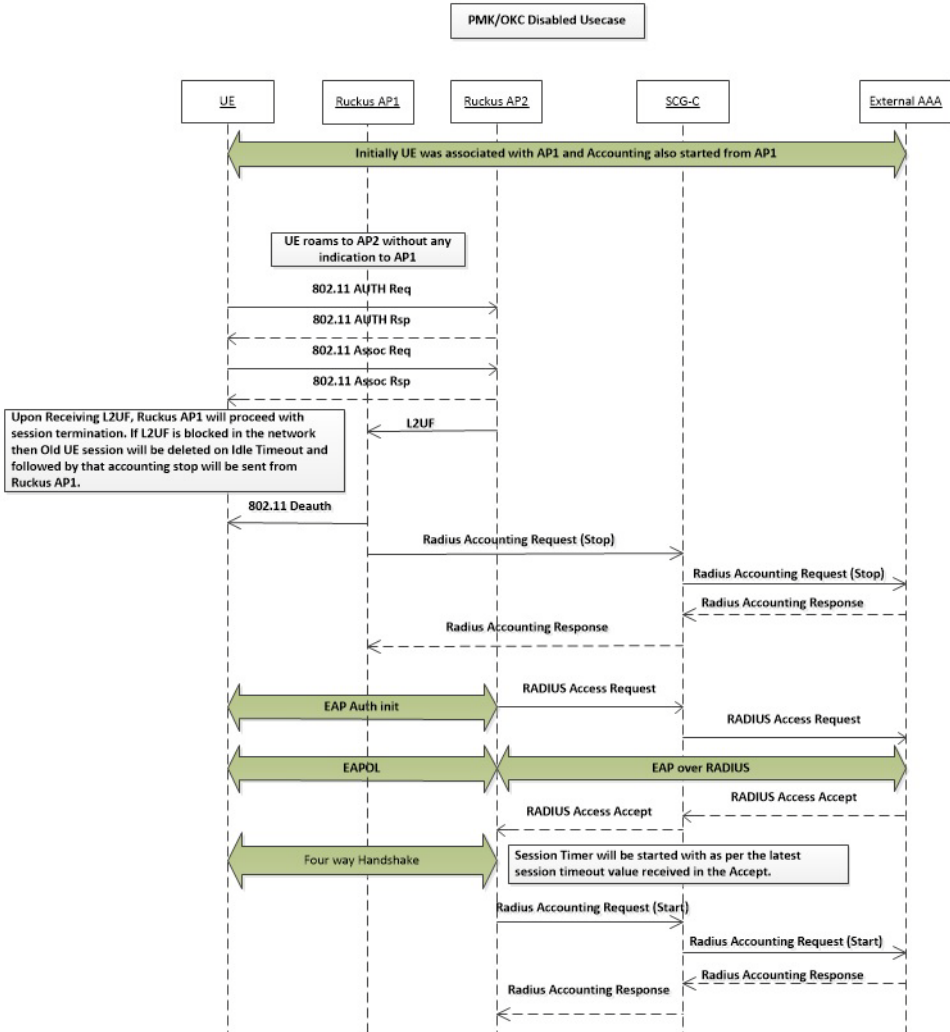 PMK/OKC Disabled Usecase
UE
Ruckus AP1
Ruckus AP2
SCG-C
External AAA
Initially UE was associated with AP1 and Accounting also started from AP1
UE roams to AP2 without any
indication to AP1
802.11 AUTH Req
802.11 AUTH Rsp
802.11 Assoc Req
802.11 Assoc Rsp
Upon Receiving L2UF, Ruckus AP1 will proceed with
session termination. If L2UF is blocked in the network
then Old UE session will be deleted on Idle Timeout and
followed by that accounting stop will be sent from
Ruckus AP1.
L2UF
802.11 Deauth
Radius Accounting Request (Stop)
Radius Accounting Request (Stop)
Radius Accounting Response
Radius Accounting Response
EAP Auth init
RADIUS Access Request
RADIUS Access Request
EAPOL
EAP over RADIUS
RADIUS Access Accept
RADIUS Access Accept
Four way Handshake
Session Timer will be started with as per the latest
session timeout value received in the Accept.
Radius Accounting Request (Start)
Radius Accounting Request (Start)
Radius Accounting Response
Radius Accounting Response